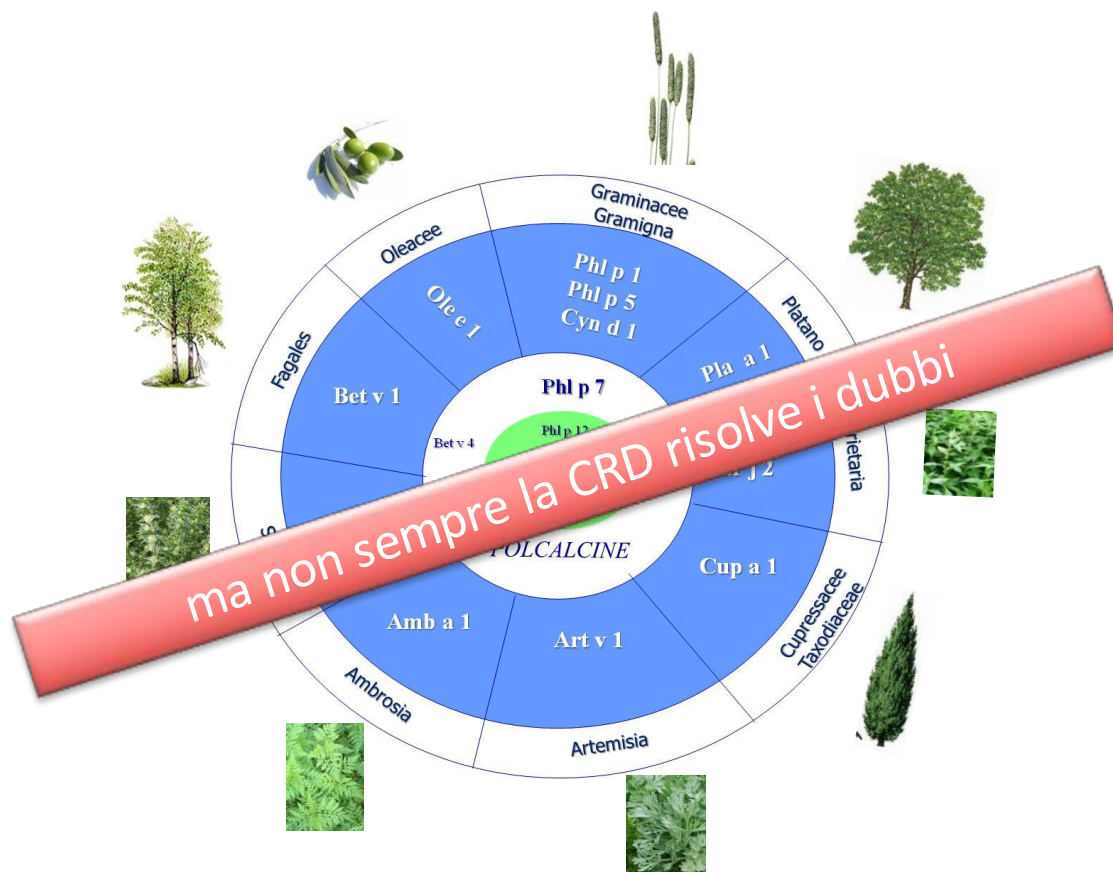 Graminacee
Gramigna
Oleacee
Platano
Fagales
Phl p 1
Phl p 5
Cyn d 1
Ole e 1
Pla a 1
Bet v 1
Phl p 7
Phl p 12
Bet v 4
ma non sempre la CRD risolve i dubbi
j 2
Cup a 1
Amb a 1
Art v 1
Cupressacee
Taxodiaceae
Ambrosia
Artemisia